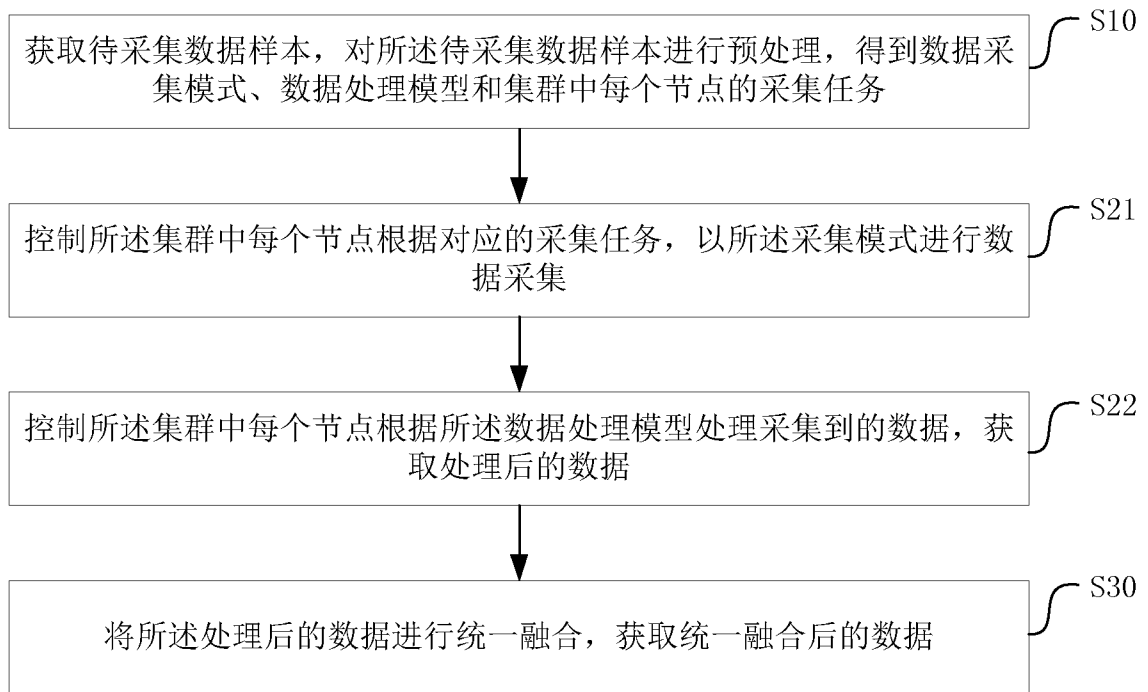 S10
获取待采集数据样本，对所述待采集数据样本进行预处理，得到数据采
集模式、数据处理模型和集群中每个节点的采集任务
S21
控制所述集群中每个节点根据对应的采集任务，以所述采集模式进行数
据采集
S22
控制所述集群中每个节点根据所述数据处理模型处理采集到的数据，获
取处理后的数据
S30
将所述处理后的数据进行统一融合，获取统一融合后的数据